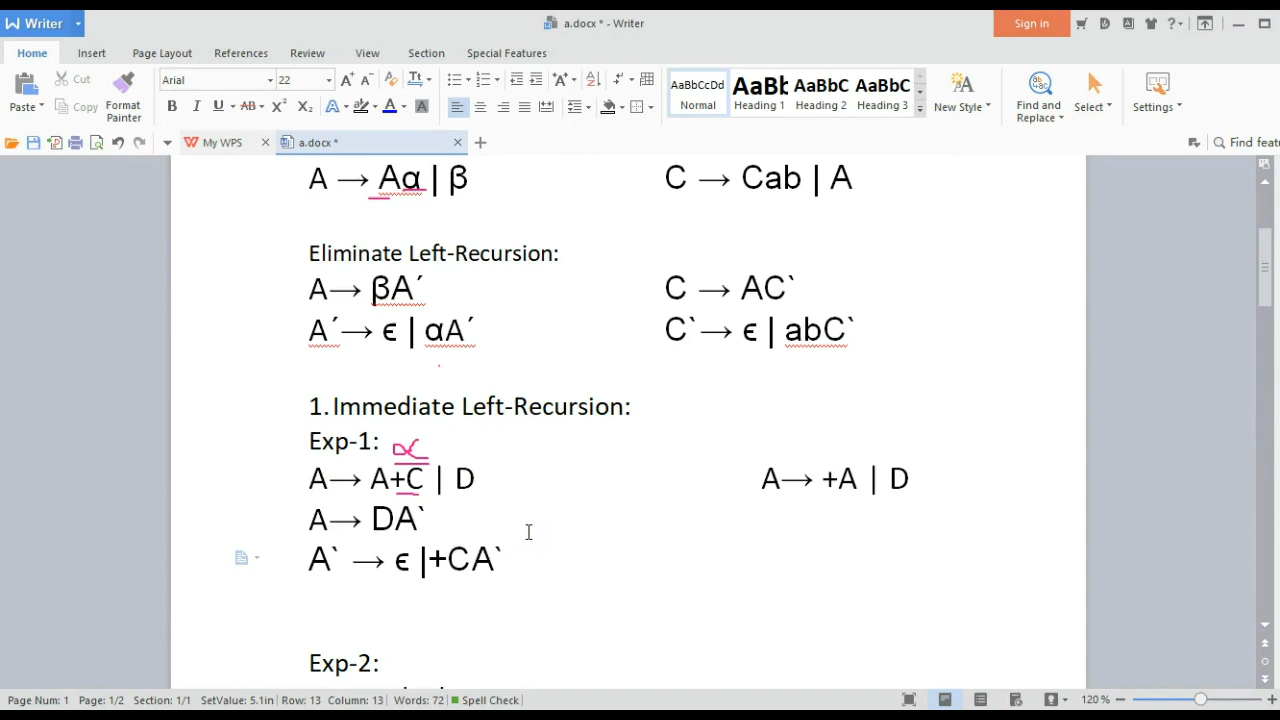 Writer
a.docx * - Writer
Sign in
Home Insert Page Layout References Review View Section Special Features
Paste Cut Copy Format Painter
Arial 22
AaBbCcDd Normal
AaBb Heading 1
AaBbC Heading 2
AaBbC Heading 3
New Style Find and Replace Select Settings
My WPS a.docx * Find featu
A → Aα | β C → Cab | A
Eliminate Left-Recursion:
A→ βA´ C → AC`
A´→ ϵ | αA´ C`→ ϵ | abC`
1. Immediate Left-Recursion:
Exp-1: α
A→ A+C | D A→ +A | D
A→ DA`
A` → ϵ |+CA`
Exp-2:
Page Num: 1 Page: 1/2 Section: 1/1 SetValue: 5.1in Row: 13 Column: 13 Words: 72 Spell Check 120 %